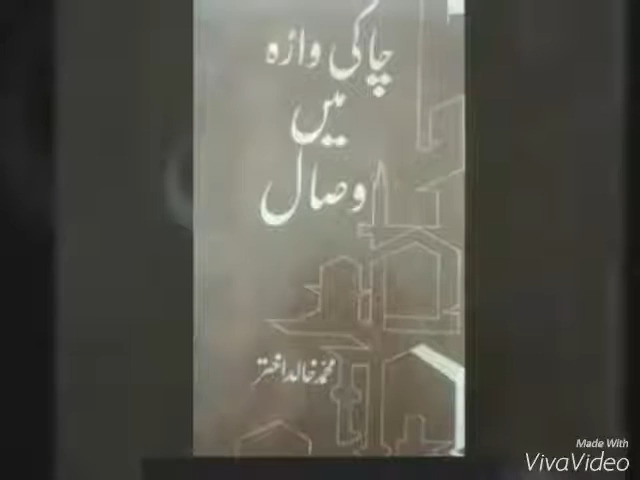 چاکی واڑہ
میں
وصال
محمد خالد اختر
Made With
VivaVideo